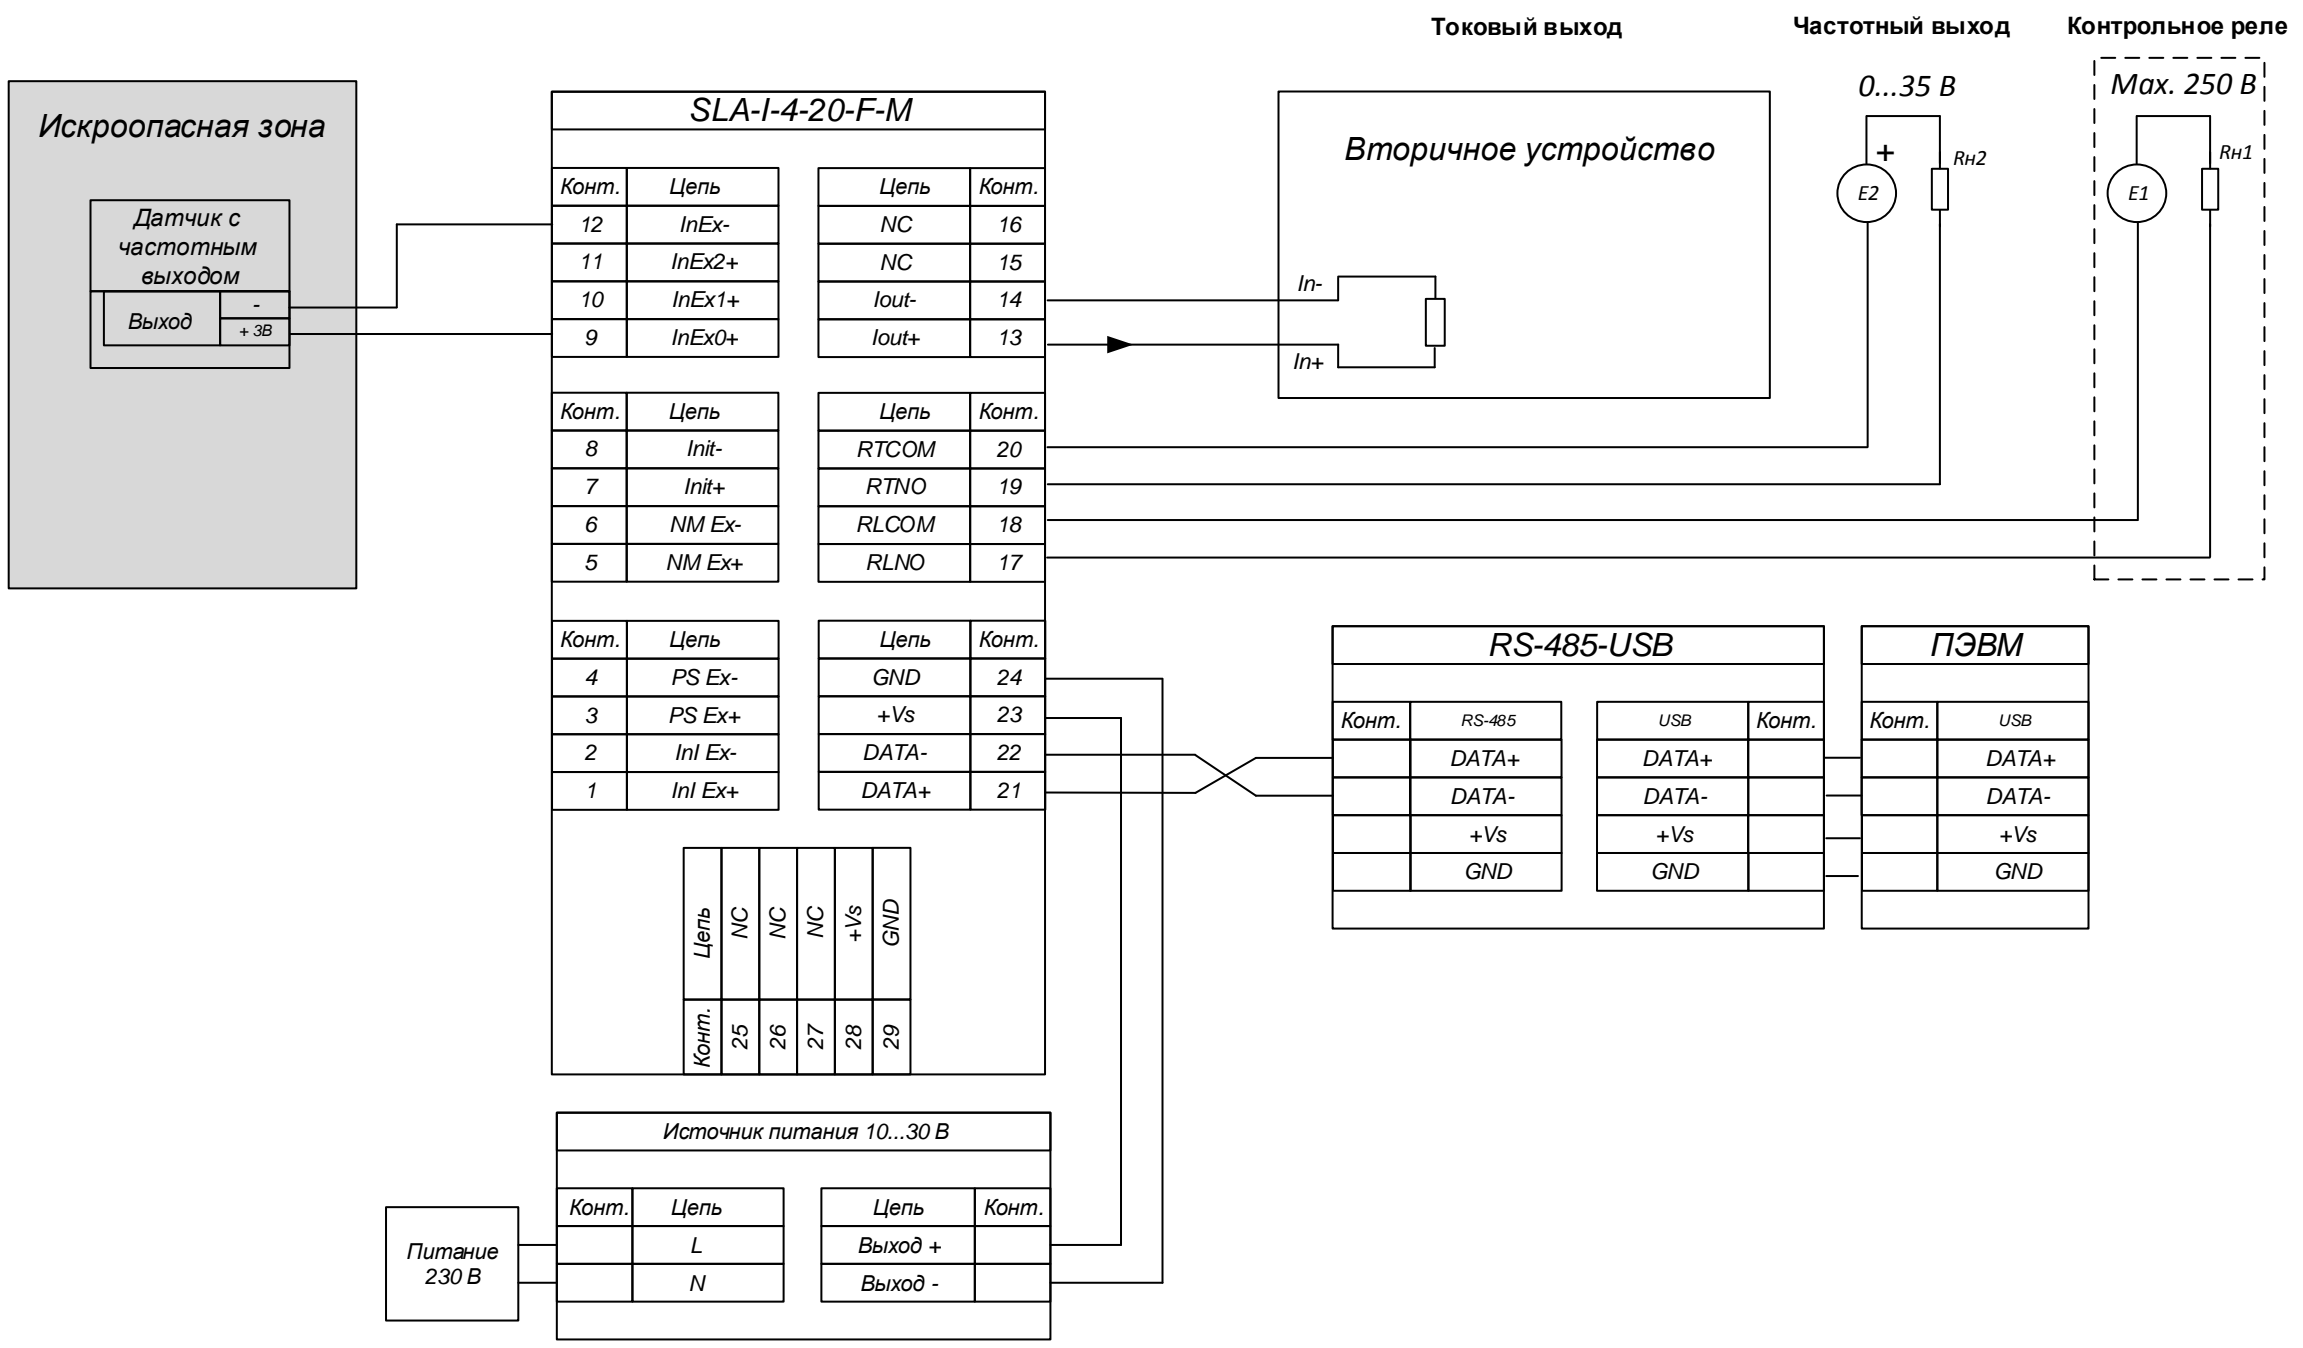 Токовый выход
Частотный выход
Контрольное реле
Искроопасная зона
Датчик с
частотным
выходом
Выход
-
+ 3В
SLA-I-4-20-F-M
Конт. Цепь Цепь Конт.
12 InEx- NC 16
11 InEx2+ NC 15
10 InEx1+ Iout- 14
9 InEx0+ Iout+ 13
Конт. Цепь Цепь Конт.
8 Init- RTCOM 20
7 Init+ RTNO 19
6 NM Ex- RLCOM 18
5 NM Ex+ RLNO 17
Конт. Цепь Цепь Конт.
4 PS Ex- GND 24
3 PS Ex+ +Vs 23
2 InI Ex- DATA- 22
1 InI Ex+ DATA+ 21
Цепь NC NC NC +Vs GND
Конт. 25 26 27 28 29
Вторичное устройство
In-
In+
0...35 В
+
E2
Rн2
Max. 250 В
E1
Rн1
RS-485-USB
Конт. RS-485 USB Конт.
DATA+ DATA+
DATA- DATA-
+Vs +Vs
GND GND
ПЭВМ
Конт. USB
DATA+
DATA-
+Vs
GND
Источник питания 10...30 В
Конт. Цепь Цепь Конт.
L Выход +
N Выход -
Питание
230 В